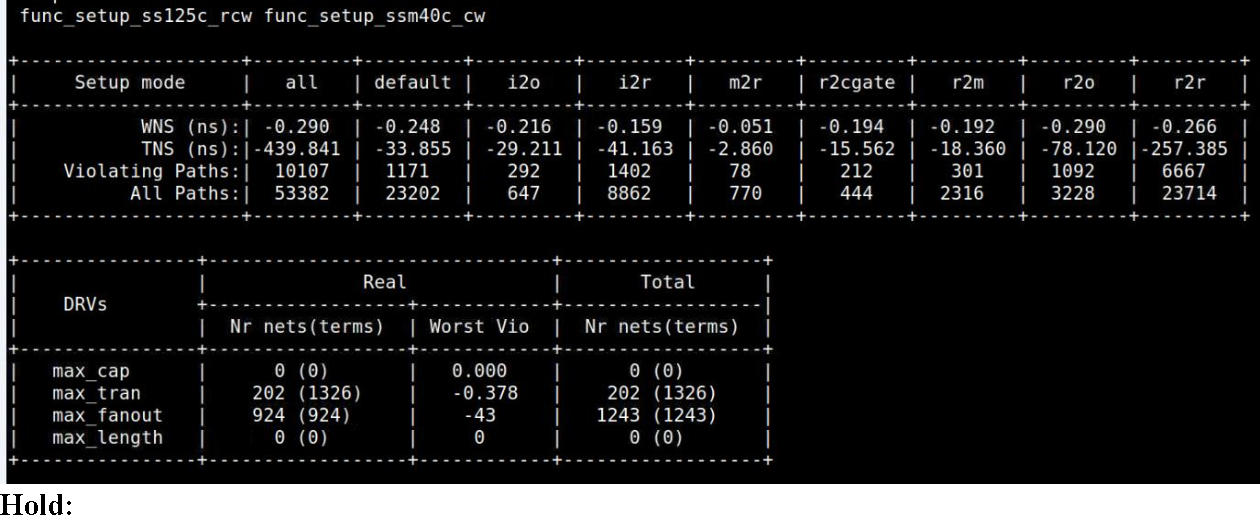 func_setup_ss125c_rcw func_setup_ssm40c_cw
Setup mode | all | default | i2o | i2r | m2r | r2cgate | r2m | r2o | r2r
WNS (ns):| -0.290 | -0.248 | -0.216 | -0.159 | -0.051 | -0.194 | -0.192 | -0.290 | -0.266
TNS (ns):|-439.841 | -33.855 | -29.211 | -41.163 | -2.860 | -15.562 | -18.360 | -78.120 |-257.385
Violating Paths:| 10107 | 1171 | 292 | 1402 | 78 | 212 | 301 | 1092 | 6667
All Paths:| 53382 | 23202 | 647 | 8862 | 770 | 444 | 2316 | 3228 | 23714
Real | Total
DRVs
Nr nets(terms) | Worst Vio | Nr nets(terms)
max_cap | 0 (0) | 0.000 | 0 (0)
max_tran | 202 (1326) | -0.378 | 202 (1326)
max_fanout | 924 (924) | -43 | 1243 (1243)
max_length | 0 (0) | 0 | 0 (0)
Hold: